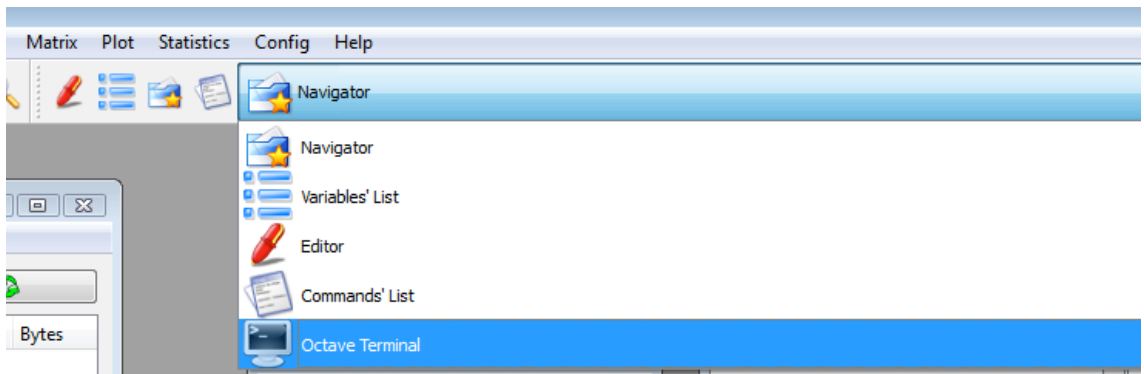 Matrix Plot Statistics Config Help
Navigator
Navigator
Variables' List
Editor
Commands' List
Bytes
Octave Terminal